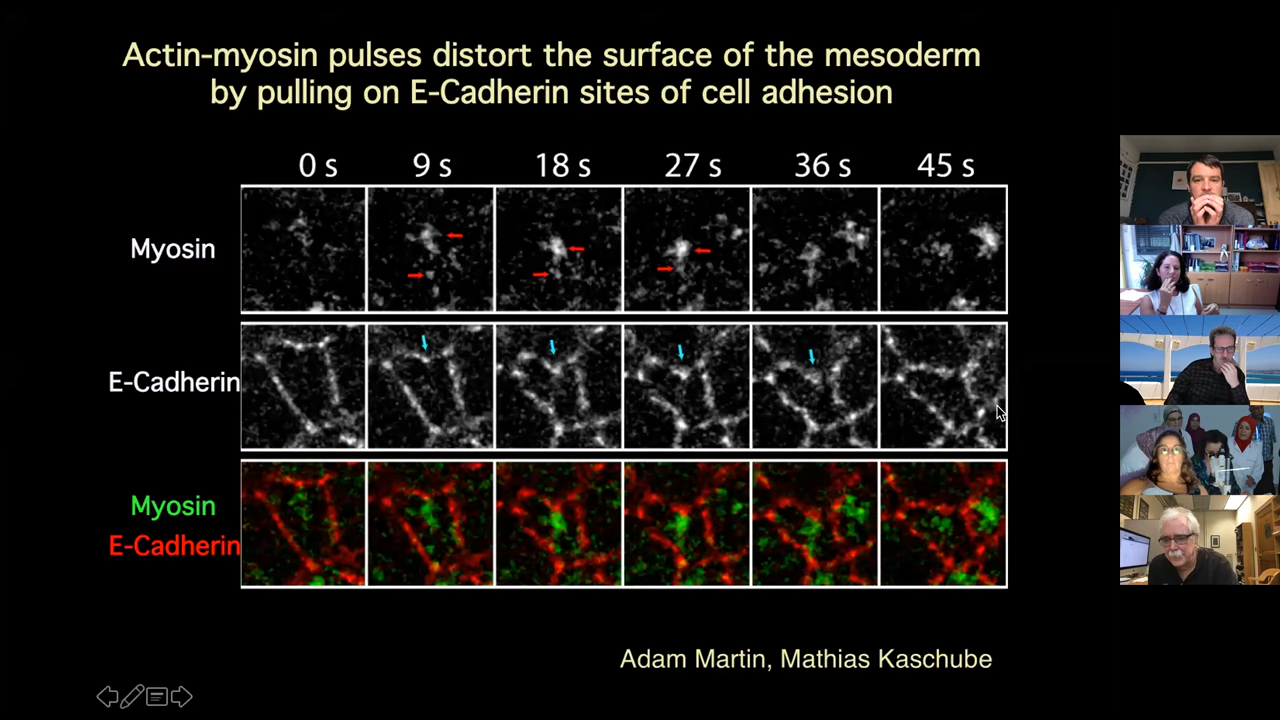 Actin-myosin pulses distort the surface of the mesoderm
by pulling on E-Cadherin sites of cell adhesion
0 s 9 s 18 s 27 s 36 s 45 s
Myosin
E-Cadherin
Myosin
E-Cadherin
Adam Martin, Mathias Kaschube